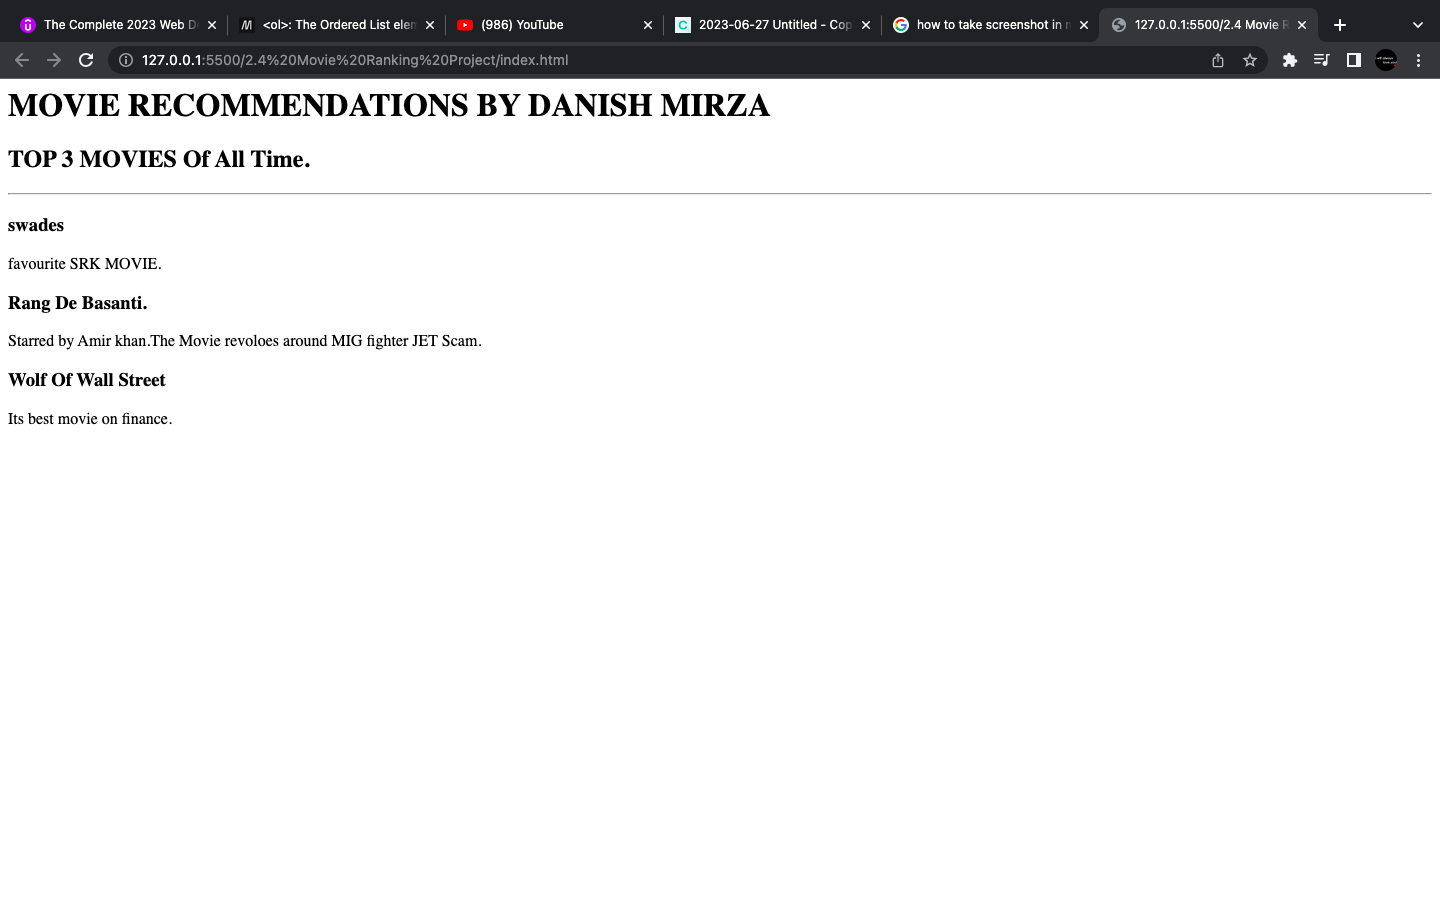 The Complete 2023 Web D
<ol>: The Ordered List elem
(986) YouTube
2023-06-27 Untitled - Cop
how to take screenshot in
127.0.0.1:5500/2.4 Movie R
127.0.0.1:5500/2.4%20Movie%20Ranking%20Project/index.html
MOVIE RECOMMENDATIONS BY DANISH MIRZA
TOP 3 MOVIES Of All Time.
swades
favourite SRK MOVIE.
Rang De Basanti.
Starred by Amir khan.The Movie revoloes around MIG fighter JET Scam.
Wolf Of Wall Street
Its best movie on finance.